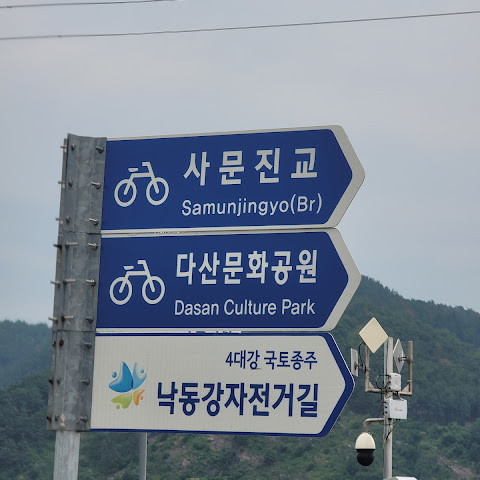 사문진교
Samunjingyo(Br)
다산문화공원
Dasan Culture Park
4대강 국토종주
낙동강자전거길